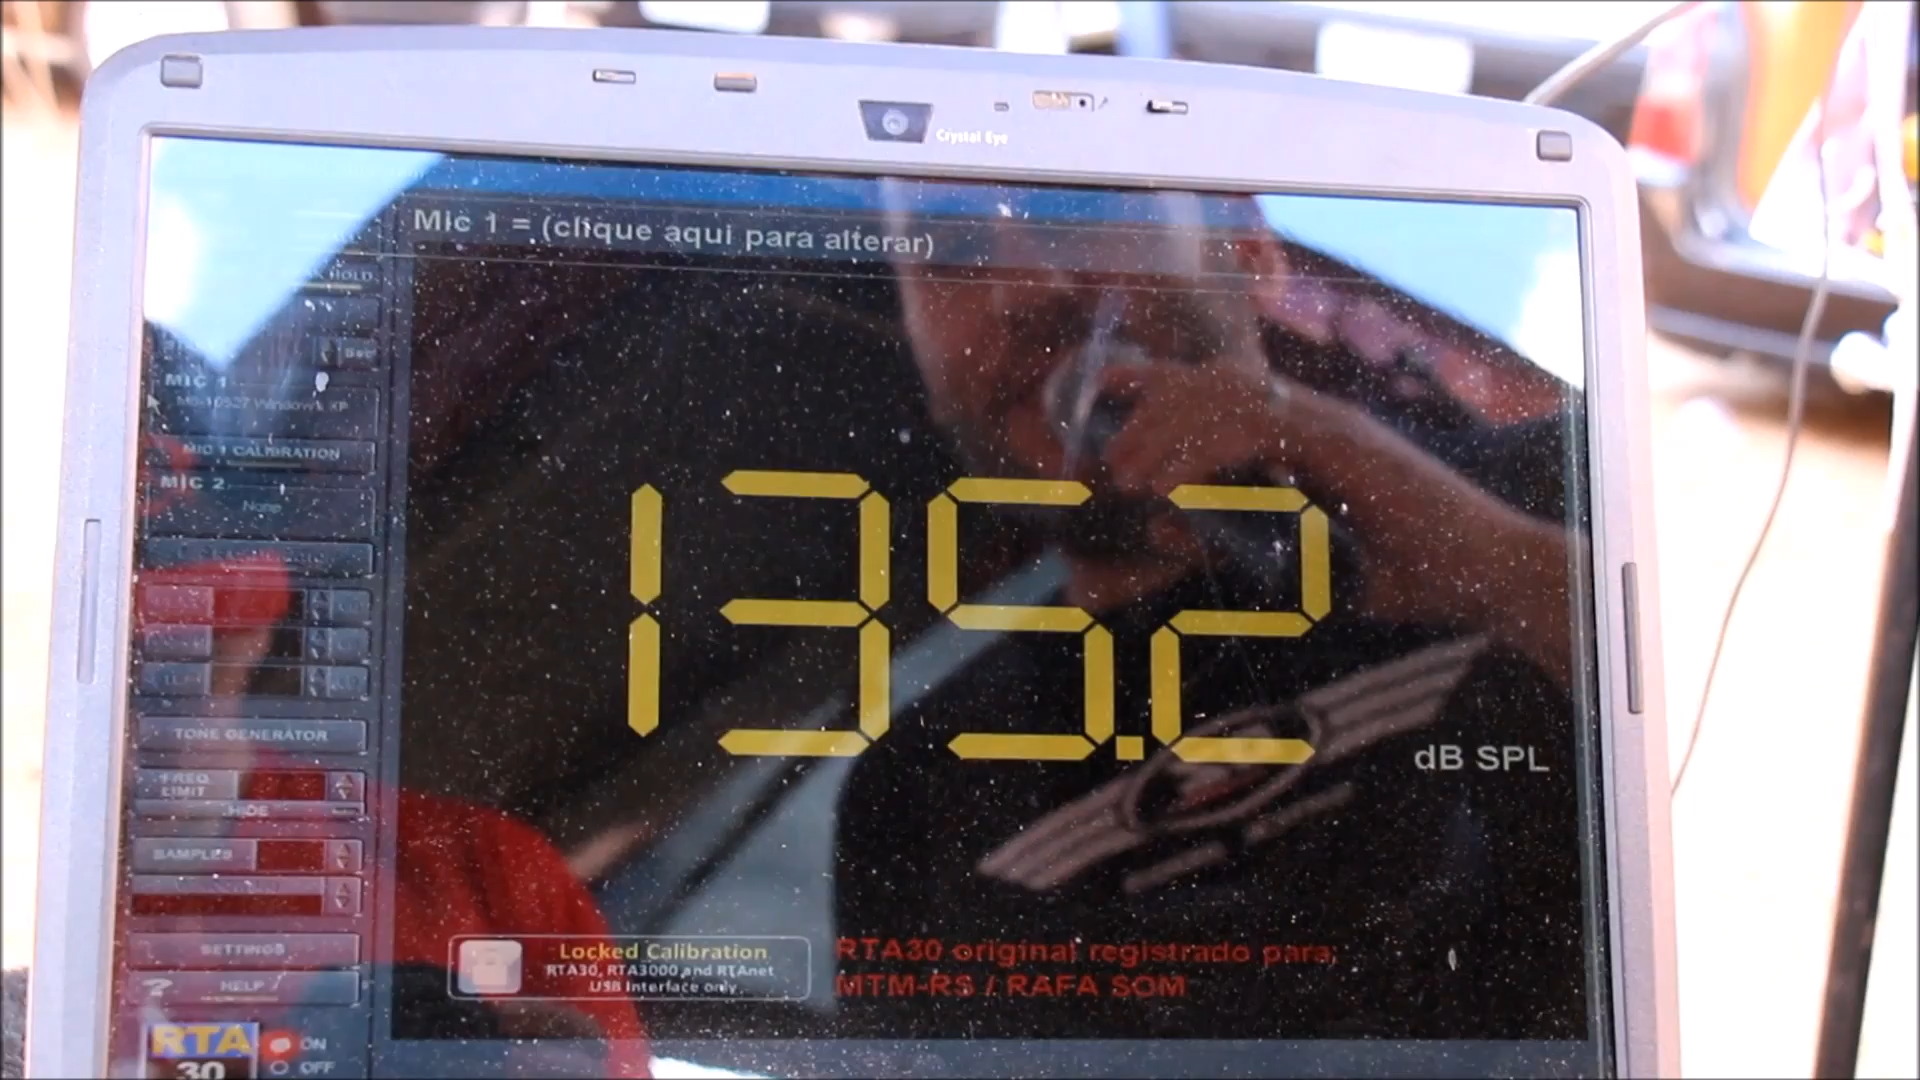 Crystal Eye
Mic 1 = (clique aqui para alterar)
HOLD
MIC 1
MIC 1 CALIBRATION
MIC 2
None
135.2
dB SPL
TONE GENERATOR
FREQ
LIMIT
HIDE
SAMPLES
SETTINGS
? HELP
Locked Calibration
RTA30, RTA3000 and RTAnet
USB Interface only.
RTA30 original registrado para:
MTM-RS / RAFA SOM
RTA
30
ON
OFF